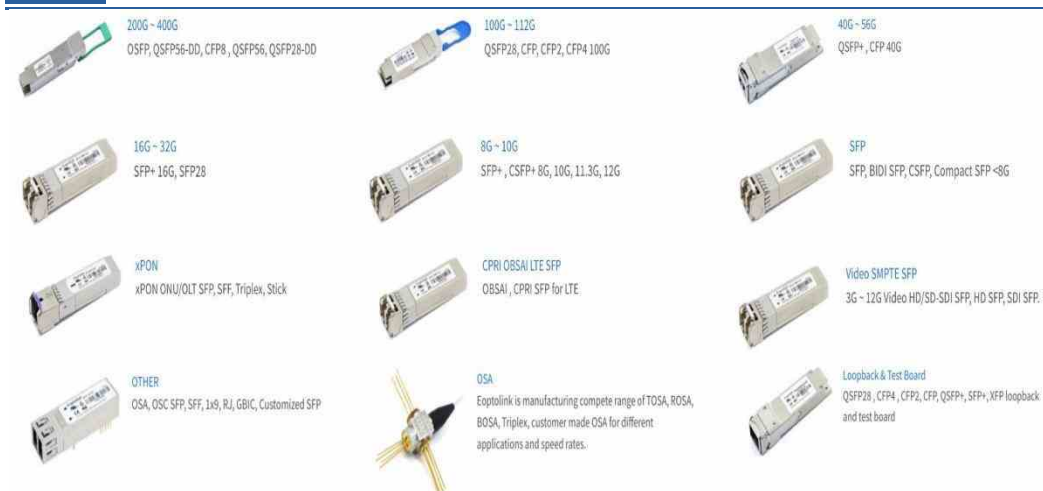 200G ~ 400G
OSFP, QSFP56-DD, CFP8 , QSFP56, QSFP28-DD
100G ~ 112G
QSFP28, CFP, CFP2, CFP4 100G
40G ~ 56G
QSFP+ , CFP 40G
16G ~ 32G
SFP+ 16G, SFP28
8G ~ 10G
SFP+ , CSFP+ 8G, 10G, 11.3G, 12G
SFP
SFP, BIDI SFP, CSFP, Compact SFP <8G
xPON
xPON ONU/OLT SFP, SFF, Triplex, Stick
CPRI OBSAI LTE SFP
OBSAI , CPRI SFP for LTE
Video SMPTE SFP
3G ~ 12G Video HD/SD-SDI SFP, HD SFP, SDI SFP.
OTHER
OSA, OSC SFP, SFF, 1x9, RJ, GBIC, Customized SFP
OSA
Eoptolink is manufacturing compete range of TOSA, ROSA,
BOSA, Triplex, customer made OSA for different
applications and speed rates.
Loopback & Test Board
QSFP28 , CFP4 , CFP2, CFP, QSFP+, SFP+, XFP loopback
and test board